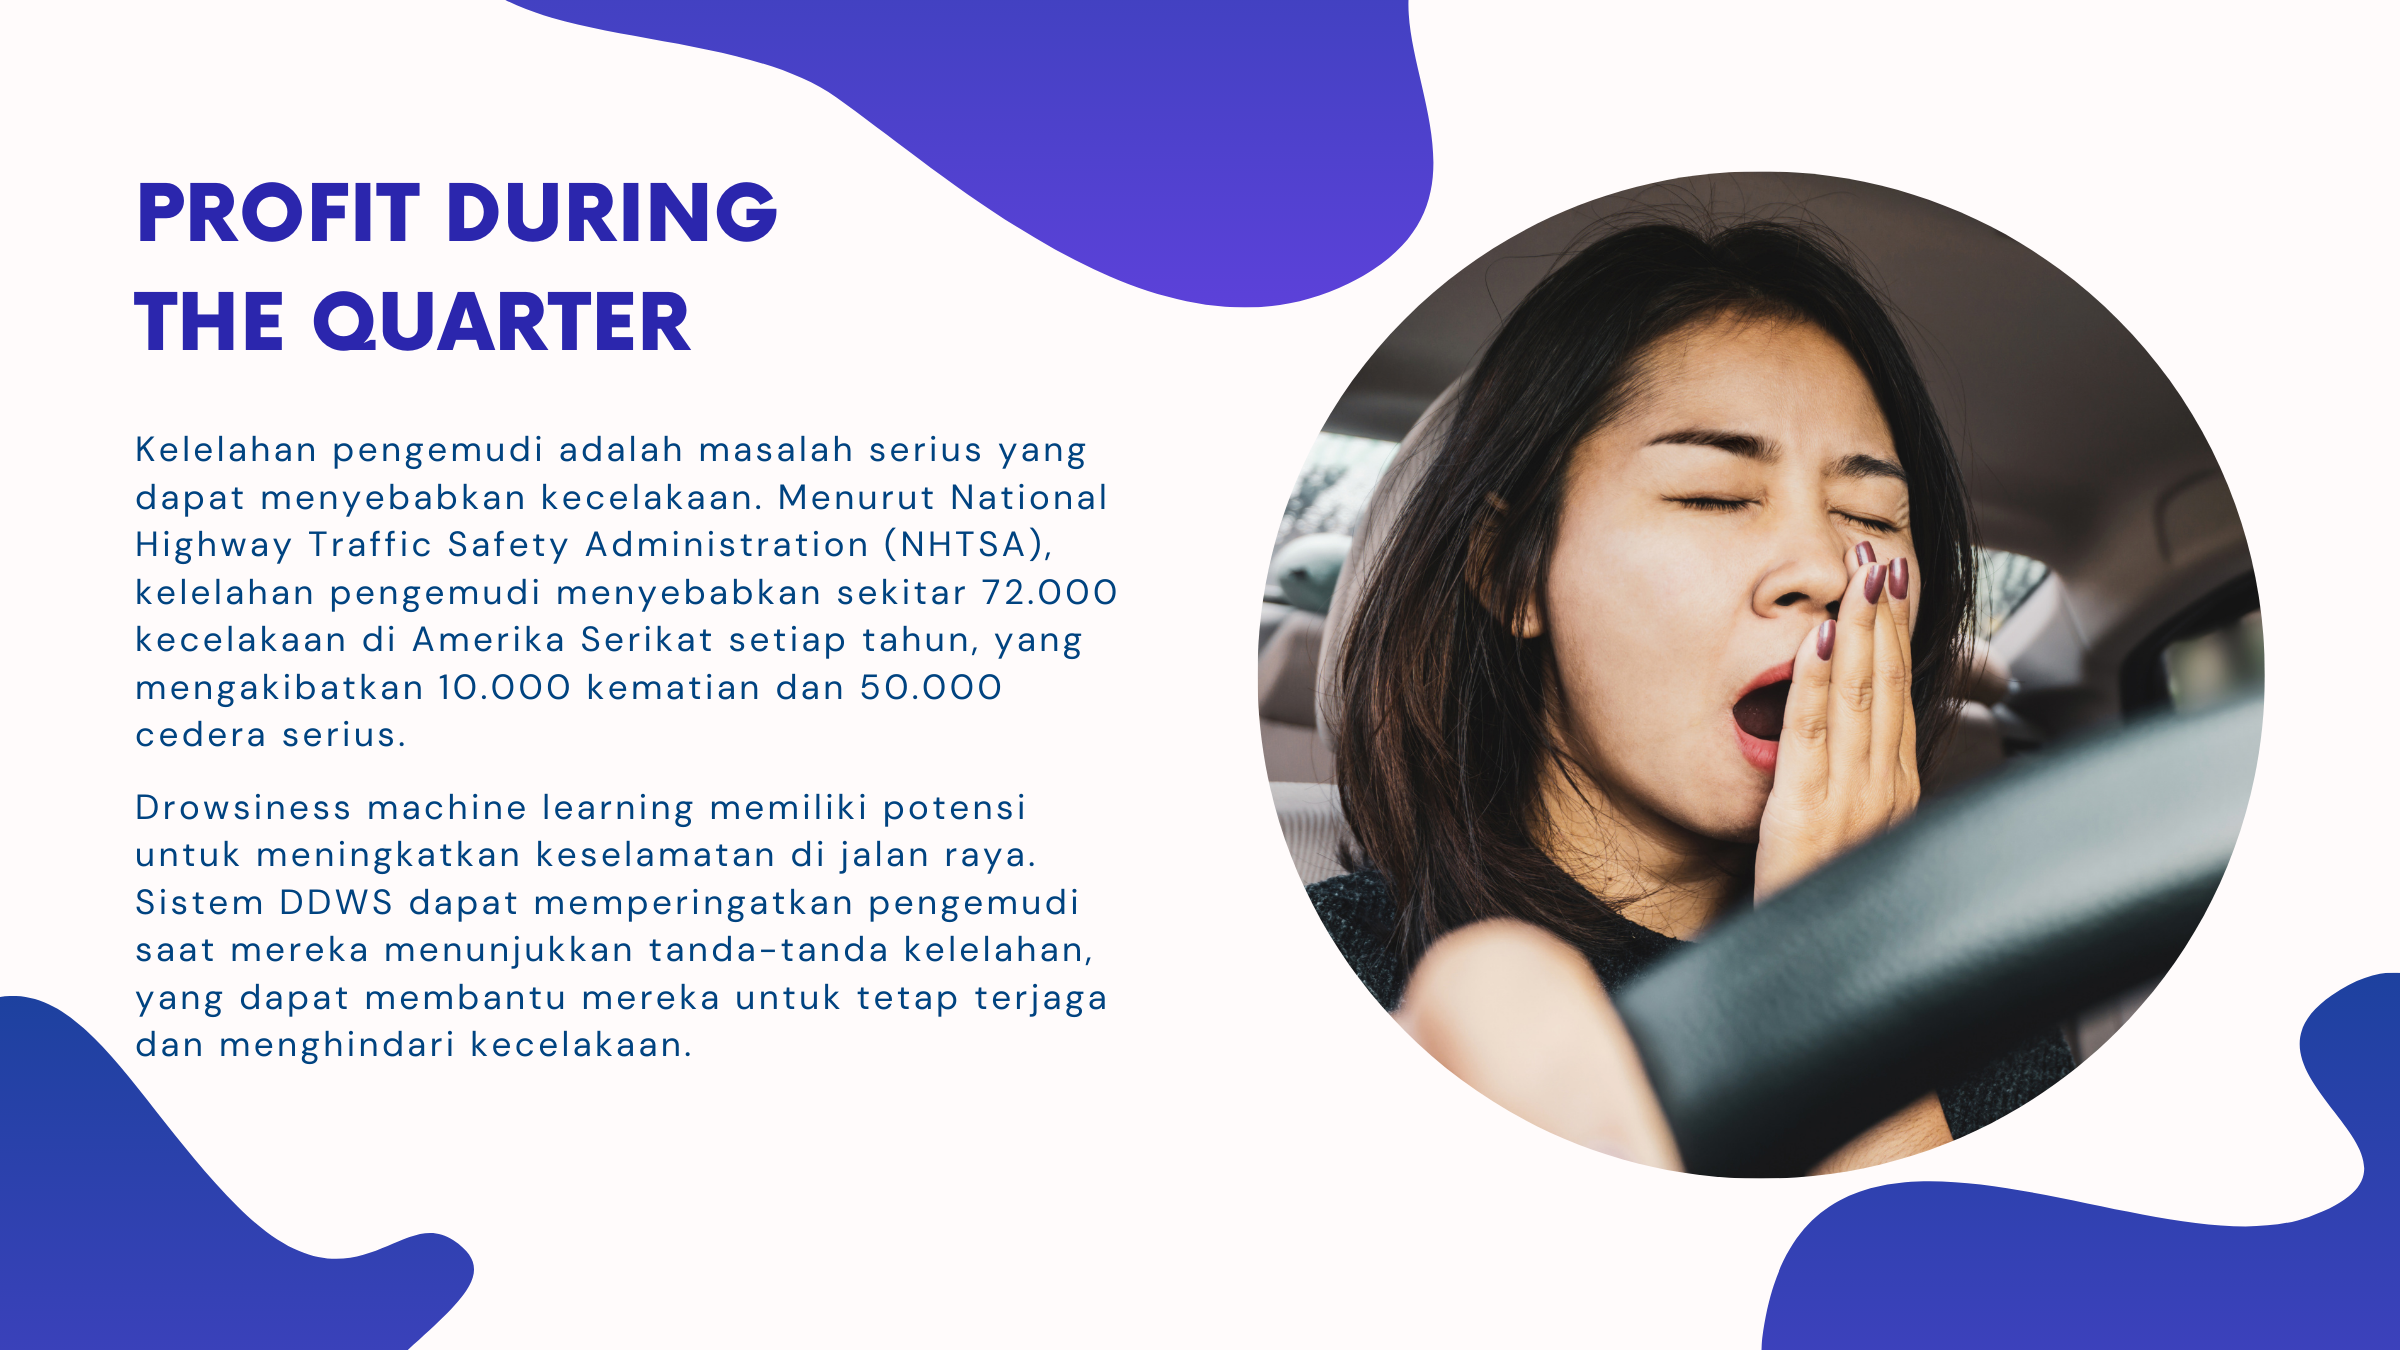 PROFIT DURING
THE QUARTER
Kelelahan pengemudi adalah masalah serius yang
dapat menyebabkan kecelakaan. Menurut National
Highway Traffic Safety Administration (NHTSA),
kelelahan pengemudi menyebabkan sekitar 72.000
kecelakaan di Amerika Serikat setiap tahun, yang
mengakibatkan 10.000 kematian dan 50.000
cedera serius.
Drowsiness machine learning memiliki potensi
untuk meningkatkan keselamatan di jalan raya.
Sistem DDWS dapat memperingatkan pengemudi
saat mereka menunjukkan tanda-tanda kelelahan,
yang dapat membantu mereka untuk tetap terjaga
dan menghindari kecelakaan.